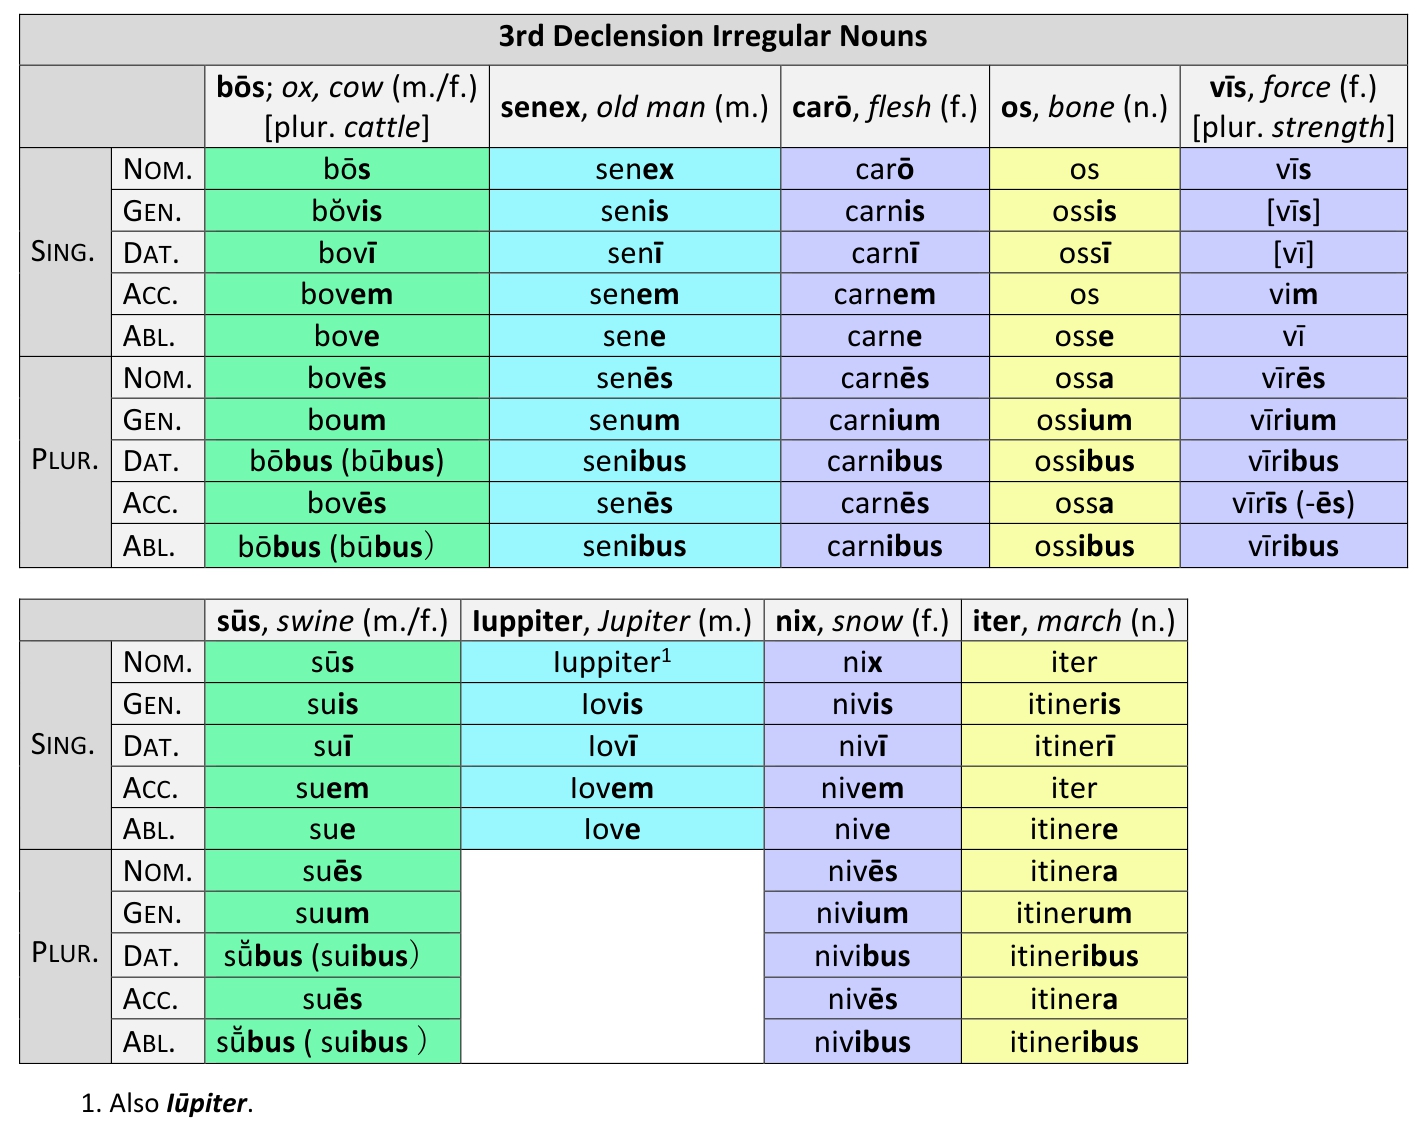 3rd Declension Irregular Nouns
bōs; ox, cow (m./f.) [plur. cattle] senex, old man (m.) carō, flesh (f.) os, bone (n.) vīs, force (f.) [plur. strength]
SING. NOM. bōs senex carō os vīs
GEN. bŏvis senis carnis ossis [vīs]
DAT. bovī senī carnī ossī [vī]
ACC. bovem senem carnem os vim
ABL. bove sene carne osse vī
PLUR. NOM. bovēs senēs carnēs ossa vīrēs
GEN. boum senum carnium ossium vīrium
DAT. bōbus (būbus) senibus carnibus ossibus vīribus
ACC. bovēs senēs carnēs ossa vīrīs (-ēs)
ABL. bōbus (būbus) senibus carnibus ossibus vīribus
sūs, swine (m./f.) Iuppiter, Jupiter (m.) nix, snow (f.) iter, march (n.)
SING. NOM. sūs Iuppiter¹ nix iter
GEN. suis Iovis nivis itineris
DAT. suī Iovī nivī itinerī
ACC. suem Iovem nivem iter
ABL. sue Iove nive itinere
PLUR. NOM. suēs nivēs itinera
GEN. suum nivium itinerum
DAT. sū̆bus (suibus) nivibus itineribus
ACC. suēs nivēs itinera
ABL. sū̆bus ( suibus ) nivibus itineribus
1. Also Iūpiter.